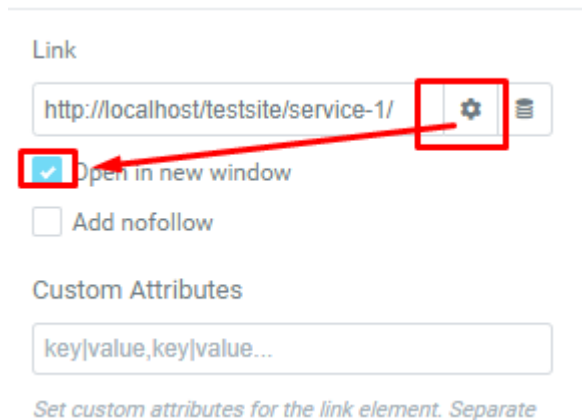 Link
http://localhost/testsite/service-1/
Open in new window
Add nofollow
Custom Attributes
key|value,key|value...
Set custom attributes for the link element. Separate